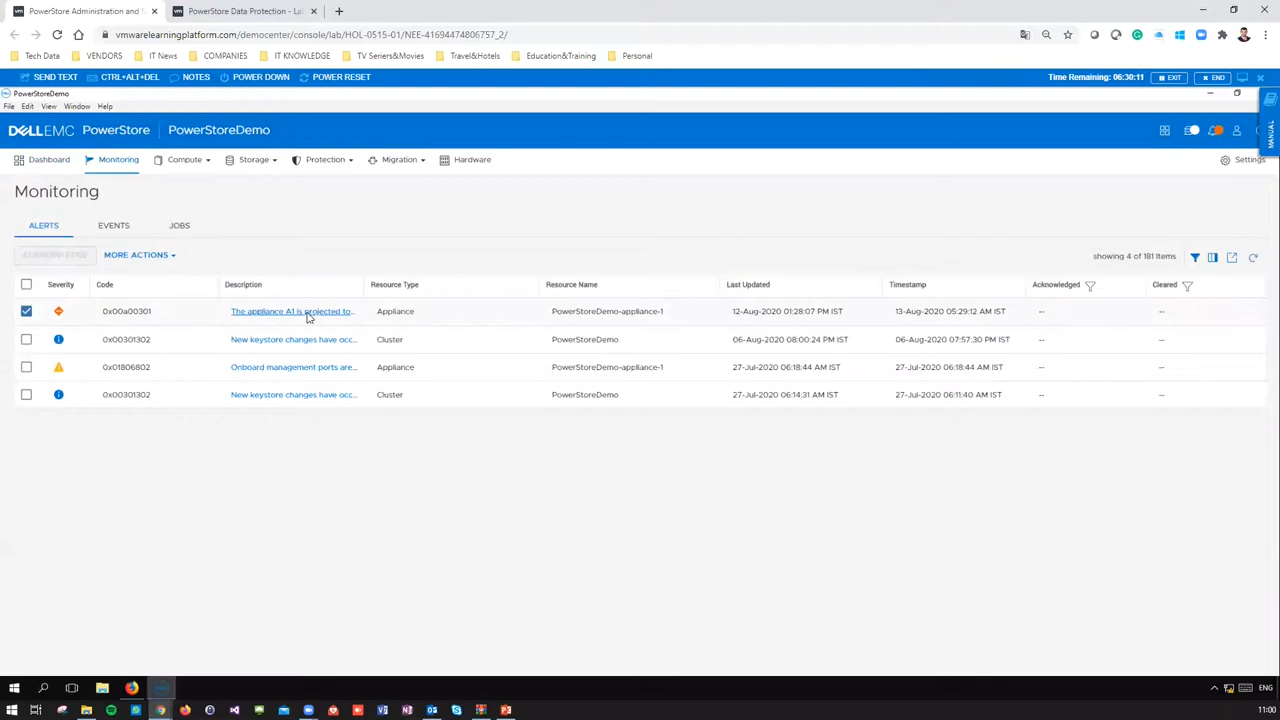 PowerStore Administration and
PowerStore Data Protection - La
vmwarelearningplatform.com/democenter/console/lab/HOL-0515-01/NEE-41694474806757_2/
Tech Data VENDORS IT News COMPANIES IT KNOWLEDGE TV Seriers&Movies Travel&Hotels Education&Training Personal
SEND TEXT CTRL+ALT+DEL NOTES POWER DOWN POWER RESET Time Remaining: 06:30:11 EXIT END
PowerStoreDemo
File Edit View Window Help
MANUAL
DELLEMC PowerStore PowerStoreDemo
Dashboard Monitoring Compute Storage Protection Migration Hardware Settings
Monitoring
ALERTS EVENTS JOBS
MORE ACTIONS showing 4 of 181 Items
Severity Code Description Resource Type Resource Name Last Updated Timestamp Acknowledged Cleared
0x00a00301 The appliance A1 is projected to... Appliance PowerStoreDemo-appliance-1 12-Aug-2020 01:28:07 PM IST 13-Aug-2020 05:29:12 AM IST -- --
0x00301302 New keystore changes have occ... Cluster PowerStoreDemo 06-Aug-2020 08:00:24 PM IST 06-Aug-2020 07:57:30 PM IST -- --
0x01806802 Onboard management ports are... Appliance PowerStoreDemo-appliance-1 27-Jul-2020 06:18:44 AM IST 27-Jul-2020 06:18:44 AM IST -- --
0x00301302 New keystore changes have occ... Cluster PowerStoreDemo 27-Jul-2020 06:14:31 AM IST 27-Jul-2020 06:11:40 AM IST -- --
ENG
11:00